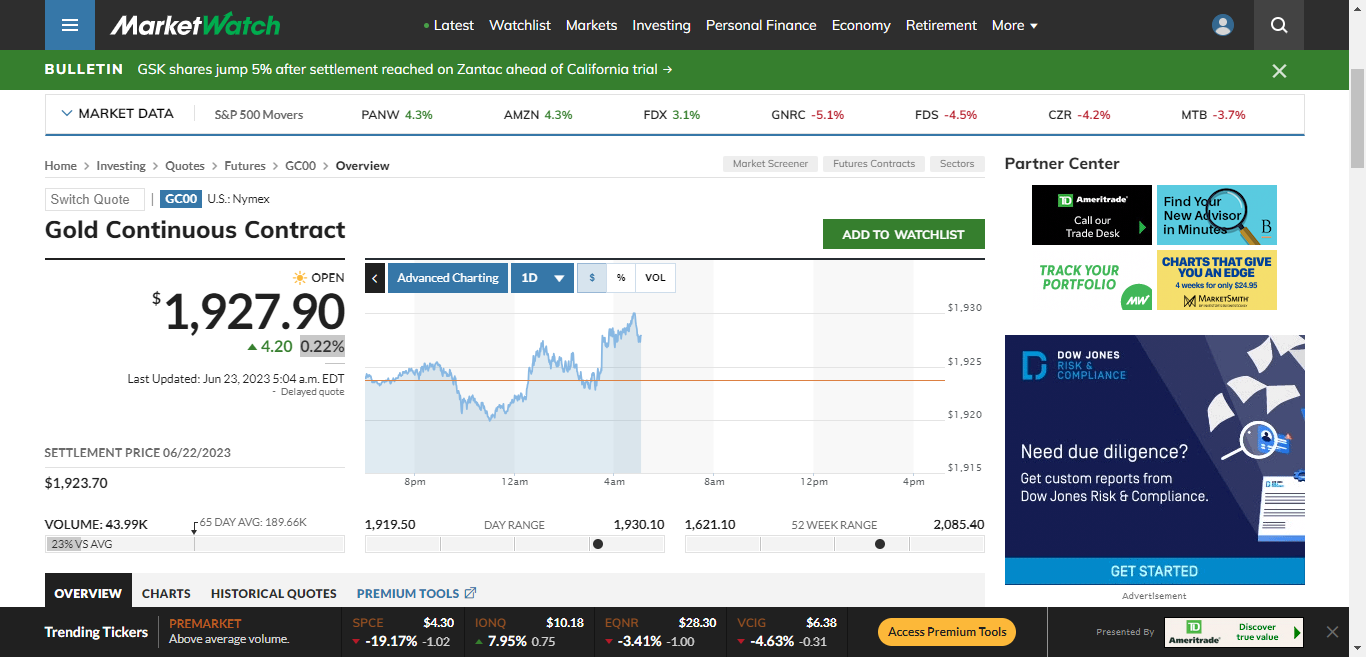 MarketWatch
Latest Watchlist Markets Investing Personal Finance Economy Retirement More
BULLETIN GSK shares jump 5% after settlement reached on Zantac ahead of California trial →
MARKET DATA S&P 500 Movers PANW 4.3% AMZN 4.3% FDX 3.1% GNRC -5.1% FDS -4.5% CZR -4.2% MTB -3.7%
Home > Investing > Quotes > Futures > GC00 > Overview
Market Screener Futures Contracts Sectors
Switch Quote | GC00 U.S.: Nymex
Gold Continuous Contract
ADD TO WATCHLIST
OPEN
$1,927.90
4.20 0.22%
Last Updated: Jun 23, 2023 5:04 a.m. EDT
- Delayed quote
SETTLEMENT PRICE 06/22/2023
$1,923.70
VOLUME: 43.99K
65 DAY AVG: 189.66K
23% VS AVG
< Advanced Charting 1D $ % VOL
$1,930
$1,925
$1,920
$1,915
8pm 12am 4am 8am 12pm 4pm
1,919.50 DAY RANGE 1,930.10
1,621.10 52 WEEK RANGE 2,085.40
OVERVIEW CHARTS HISTORICAL QUOTES PREMIUM TOOLS
Partner Center
TD Ameritrade
Call our
Trade Desk
Find Your
New Advisor
in Minutes
B
TRACK YOUR
PORTFOLIO
MW
CHARTS THAT GIVE
YOU AN EDGE
4 weeks for only $24.95
MARKETSMITH
DOW JONES
RISK &
COMPLIANCE
Need due diligence?
Get custom reports from
Dow Jones Risk & Compliance.
GET STARTED
Advertisement
Trending Tickers
PREMARKET
Above average volume.
SPCE $4.30
-19.17% -1.02
IONQ $10.18
7.95% 0.75
EQNR $28.30
-3.41% -1.00
VCIG $6.38
-4.63% -0.31
Access Premium Tools
Presented By
TD Ameritrade
Discover
true value